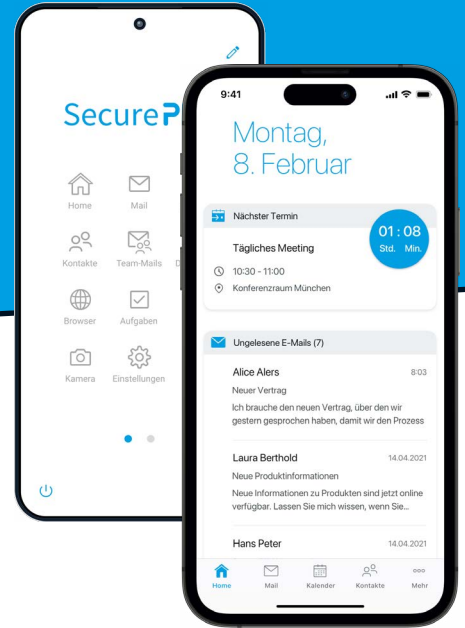 SecureP
Home
Mail
Kontakte
Team-Mails
D
Browser
Aufgaben
Kamera
Einstellungen
9:41
Montag,
8. Februar
Nächster Termin
01 : 08
Std. Min.
Tägliches Meeting
10:30 - 11:00
Konferenzraum München
Ungelesene E-Mails (7)
Alice Alers 8:03
Neuer Vertrag
Ich brauche den neuen Vertrag, über den wir
gestern gesprochen haben, damit wir den Prozess
Laura Berthold 14.04.2021
Neue Produktinformationen
Neue Informationen zu Produkten sind jetzt online
verfügbar. Lassen Sie mich wissen, wenn Sie...
Hans Peter 14.04.2021
Home Mail Kalender Kontakte Mehr